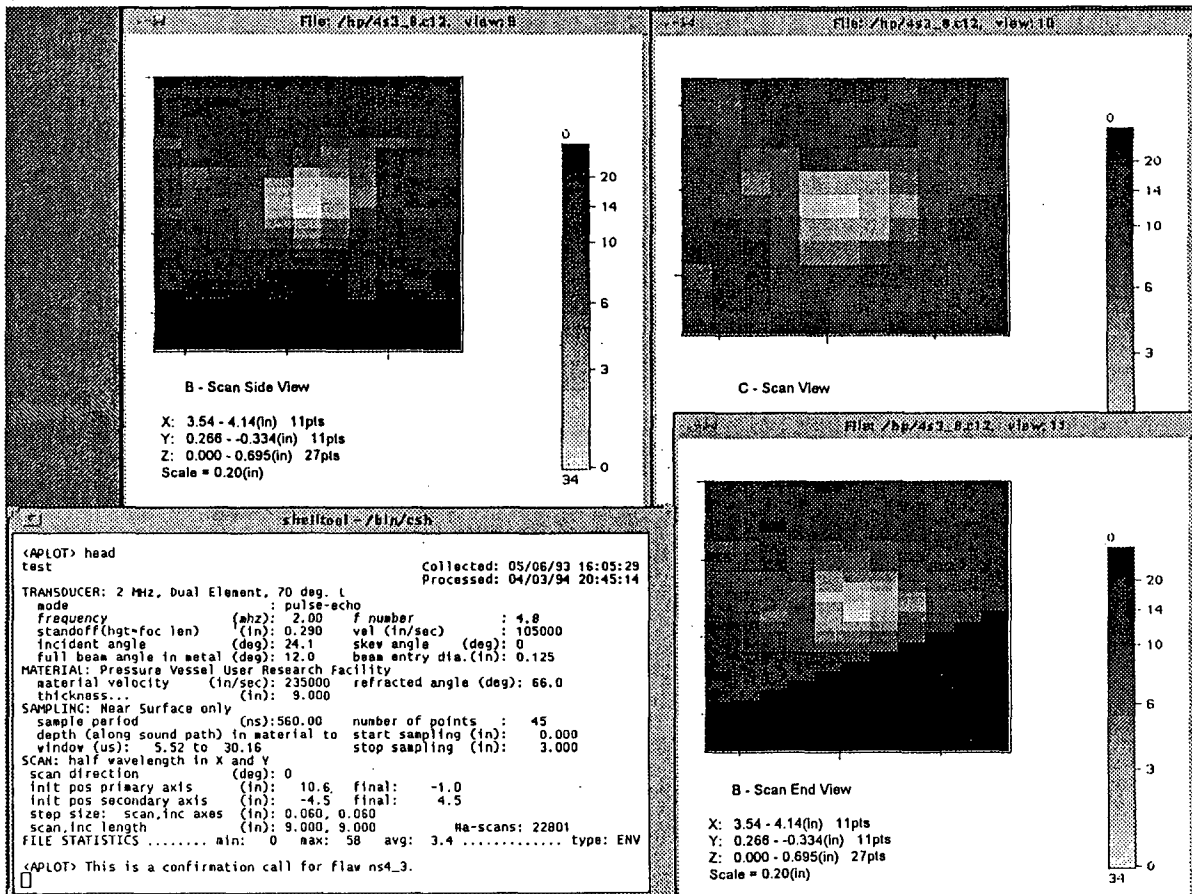 File: /hp/4s3_8.c12, view:9
0
20
14
10
6
3
0
34
B - Scan Side View
X: 3.54 - 4.14(in) 11pts
Y: 0.266 - -0.334(in) 11pts
Z: 0.000 - 0.695(in) 27pts
Scale = 0.20(in)
File: /hp/4s3_8.c12, view:10
0
20
14
10
6
3
C - Scan View
File: /hp/4s3_8.c12, view:11
0
20
14
10
6
3
0
34
B - Scan End View
X: 3.54 - 4.14(in) 11pts
Y: 0.266 - -0.334(in) 11pts
Z: 0.000 - 0.695(in) 27pts
Scale = 0.20(in)
shelltool - /bin/csh
<APLOT> head
test Collected: 05/06/93 16:05:29
Processed: 04/03/94 20:45:14
TRANSDUCER: 2 MHz, Dual Element, 70 deg. L
mode : pulse-echo
frequency (mhz): 2.00 f number : 4.8
standoff(hgt=foc len) (in): 0.290 vel (in/sec) : 105000
incident angle (deg): 24.1 skew angle (deg): 0
full beam angle in metal (deg): 12.0 beam entry dia.(in): 0.125
MATERIAL: Pressure Vessel User Research Facility
material velocity (in/sec): 235000 refracted angle (deg): 66.0
thickness... (in): 9.000
SAMPLING: Near Surface only
sample period (ns):560.00 number of points : 45
depth (along sound path) in material to start sampling (in): 0.000
window (us): 5.52 to 30.16 stop sampling (in): 3.000
SCAN: half wavelength in X and Y
scan direction (deg): 0
init pos primary axis (in): 10.6, final: -1.0
init pos secondary axis (in): -4.5 final: 4.5
step size: scan,inc axes (in): 0.060, 0.060
scan,inc length (in): 9.000, 9.000 #a-scans: 22801
FILE STATISTICS ........ min: 0 max: 58 avg: 3.4 ............. type: ENV
<APLOT> This is a confirmation call for flaw ns4_3.